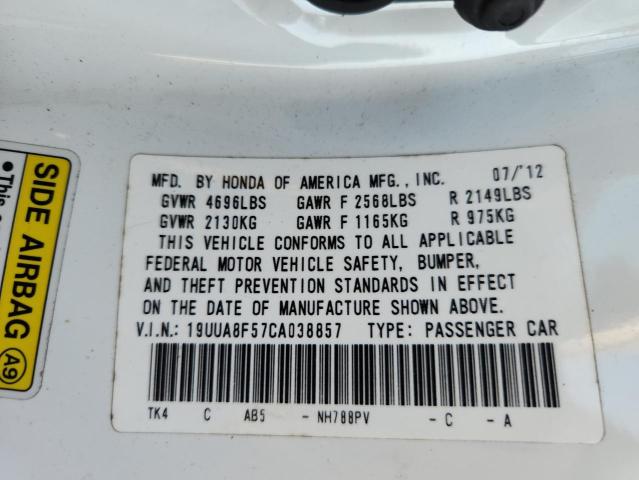 MFD. BY HONDA OF AMERICA MFG., INC. 07/'12
GVWR 4696LBS GAWR F 2568LBS R 2149LBS
GVWR 2130KG GAWR F 1165KG R 975KG
THIS VEHICLE CONFORMS TO ALL APPLICABLE
FEDERAL MOTOR VEHICLE SAFETY, BUMPER,
AND THEFT PREVENTION STANDARDS IN EFFECT
ON THE DATE OF MANUFACTURE SHOWN ABOVE.
V.I.N.: 19UUA8F57CA038857 TYPE: PASSENGER CAR
TK4 C AB5 - NH788PV - C - A
SIDE AIRBAG A9
• This